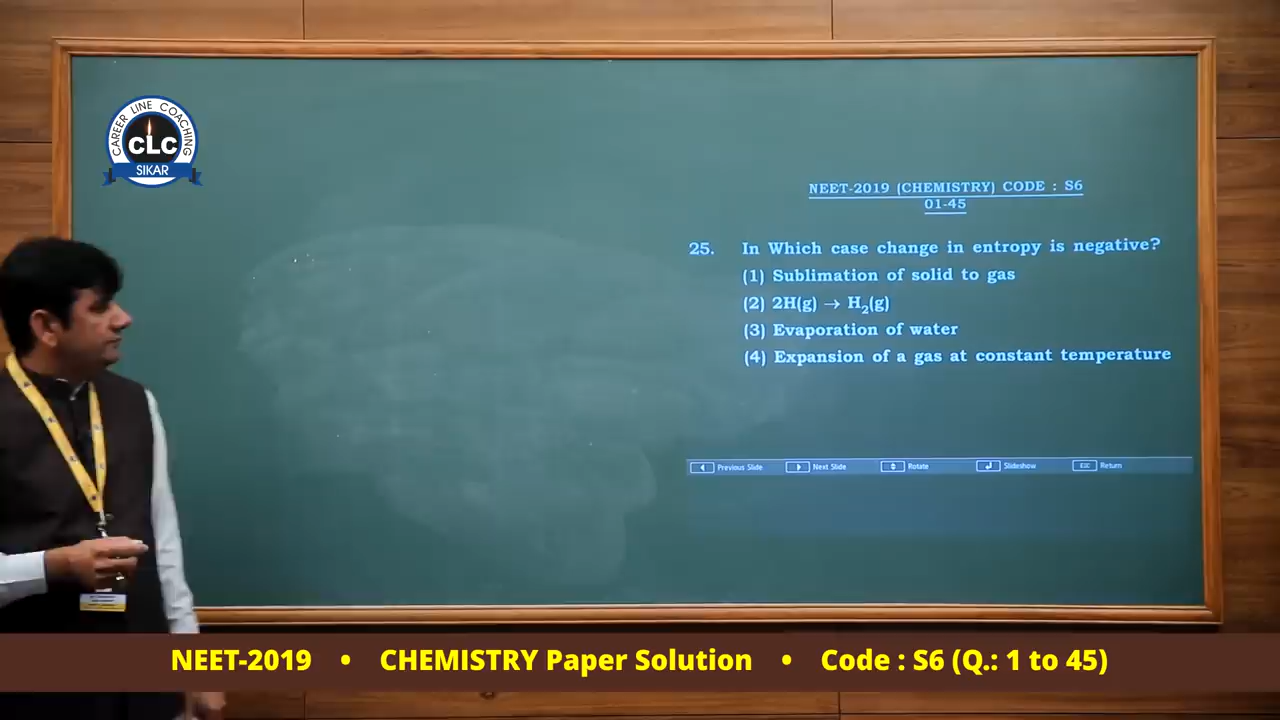 CAREER LINE COACHING
CLC
SIKAR
NEET-2019 (CHEMISTRY) CODE : S6
01-45
25. In Which case change in entropy is negative?
(1) Sublimation of solid to gas
(2) 2H(g) → H₂(g)
(3) Evaporation of water
(4) Expansion of a gas at constant temperature
Previous Slide Next Slide Rotate Slideshow ESC Return
NEET-2019 • CHEMISTRY Paper Solution • Code : S6 (Q.: 1 to 45)